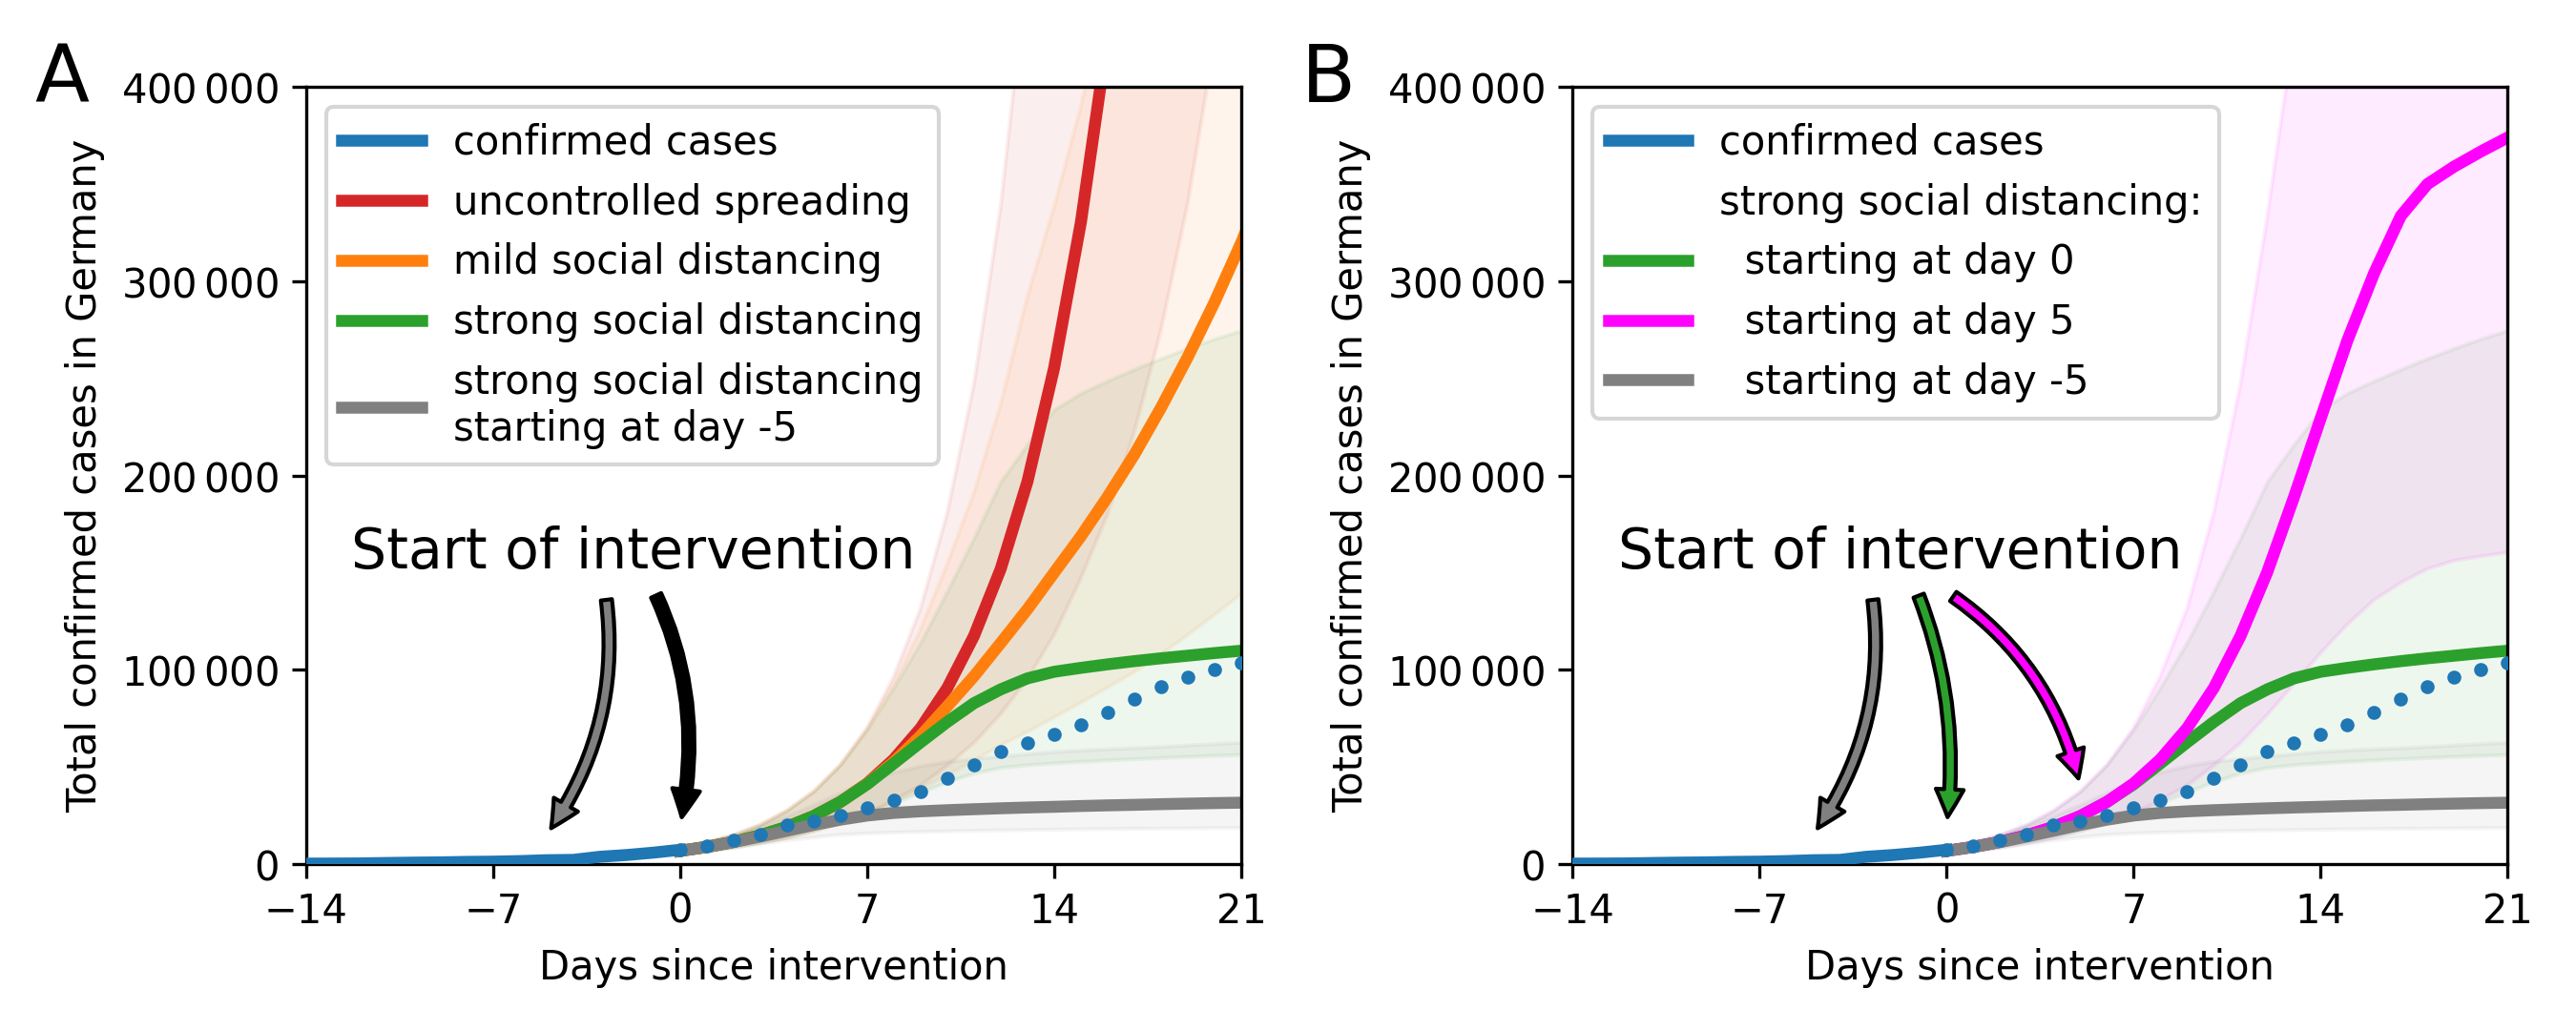 A
400 000
300 000
200 000
100 000
0
Total confirmed cases in Germany
confirmed cases
uncontrolled spreading
mild social distancing
strong social distancing
strong social distancing
starting at day -5
Start of intervention
−14 −7 0 7 14 21
Days since intervention
B
400 000
300 000
200 000
100 000
0
Total confirmed cases in Germany
confirmed cases
strong social distancing:
starting at day 0
starting at day 5
starting at day -5
Start of intervention
−14 −7 0 7 14 21
Days since intervention